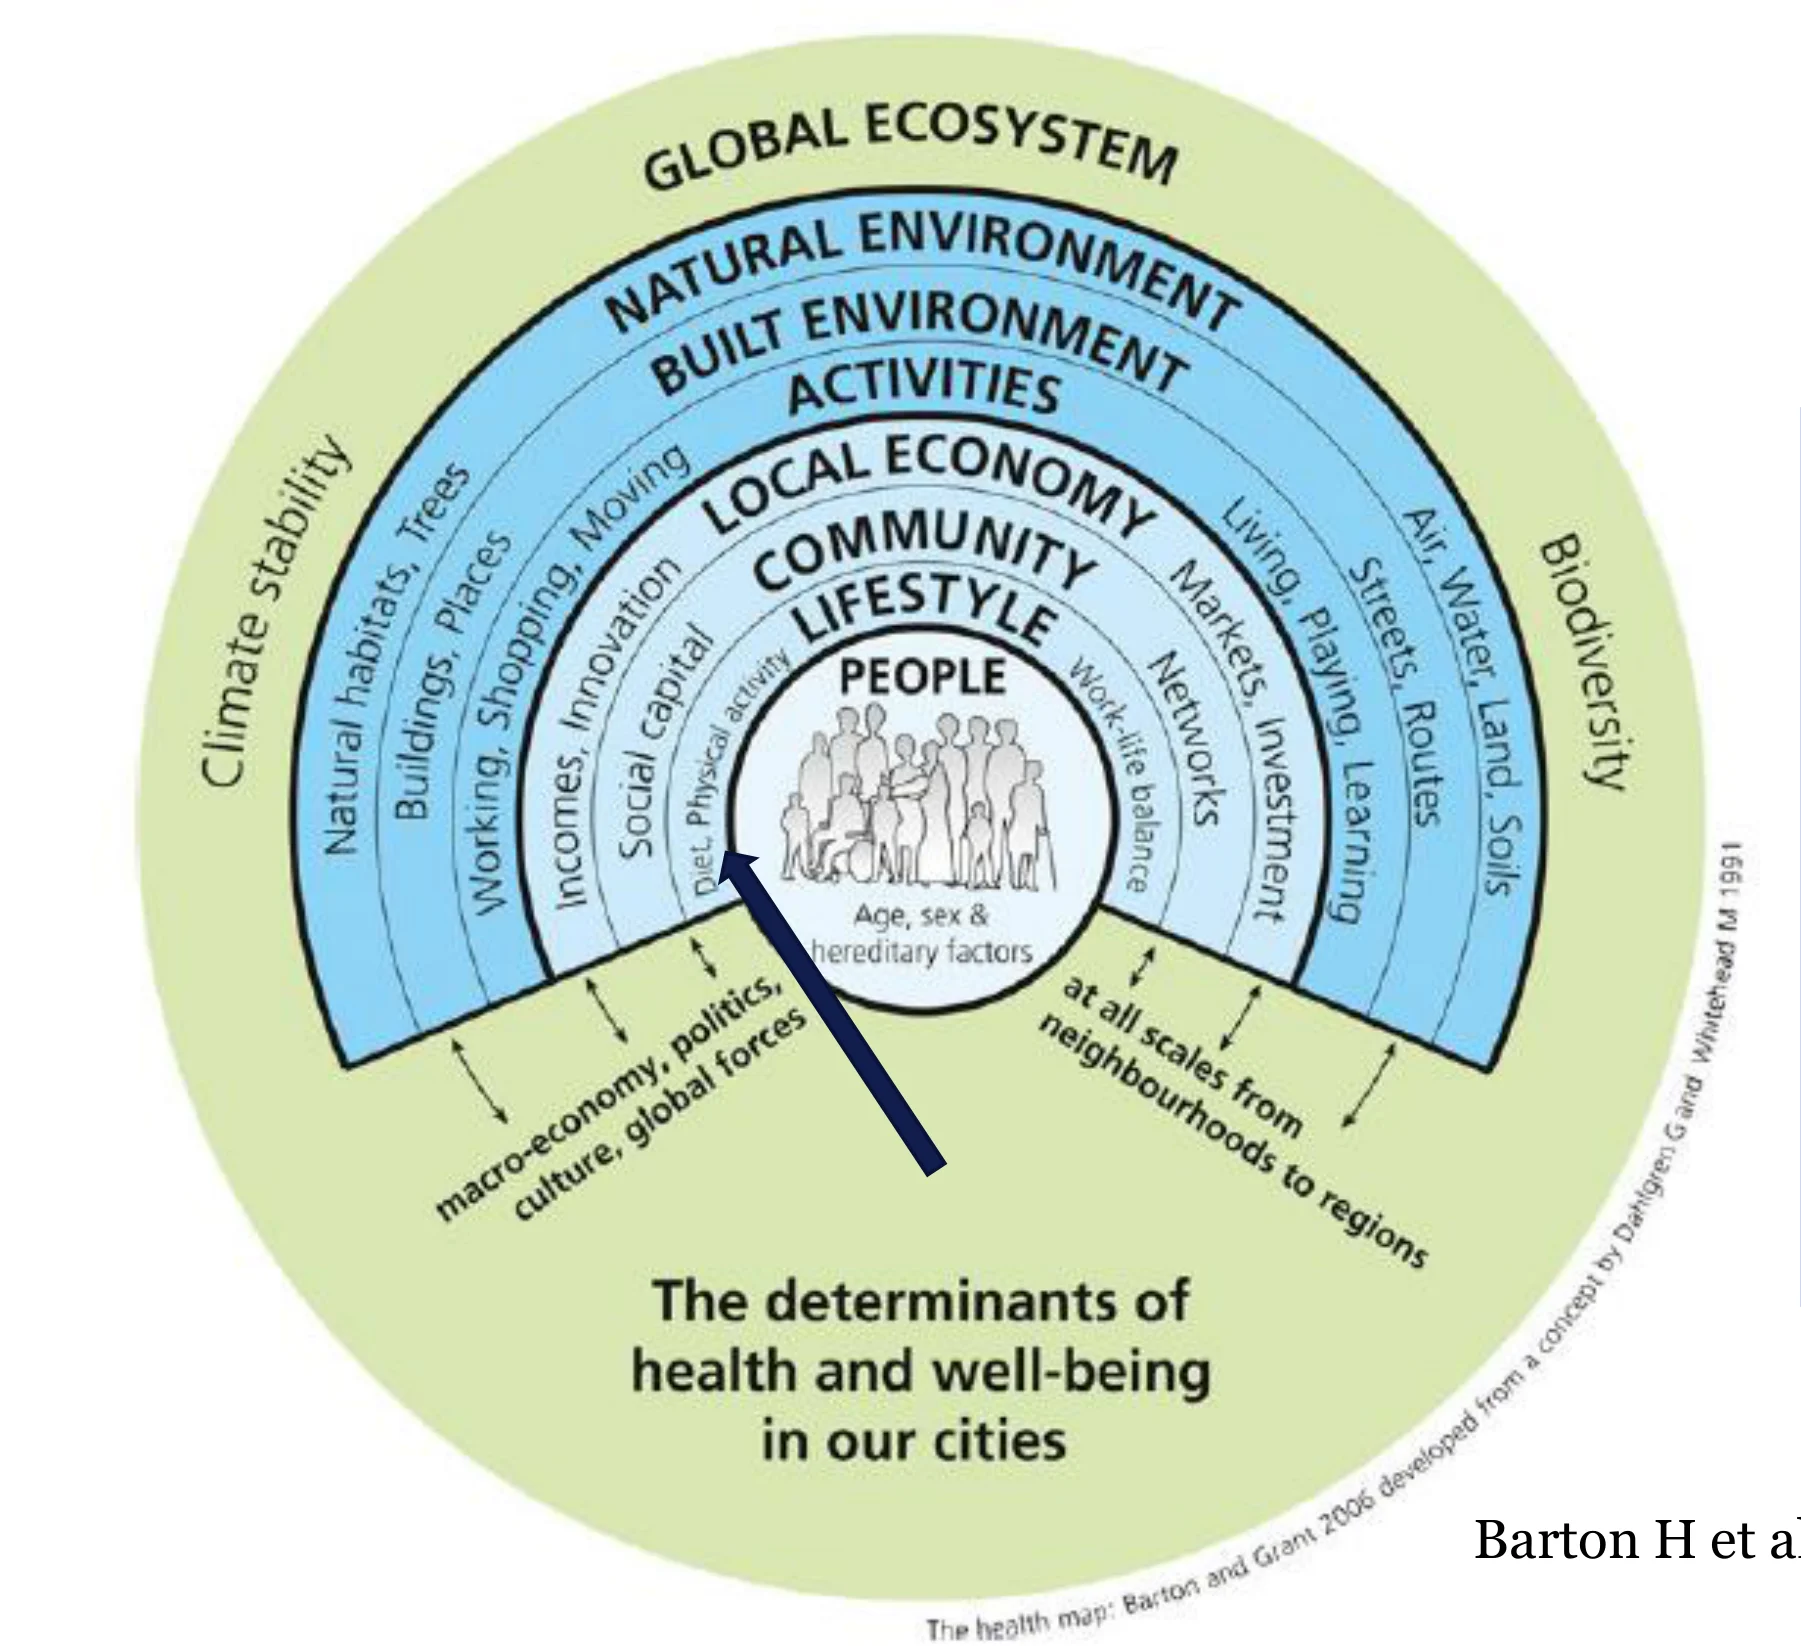 GLOBAL ECOSYSTEM
NATURAL ENVIRONMENT
BUILT ENVIRONMENT
ACTIVITIES
LOCAL ECONOMY
COMMUNITY
LIFESTYLE
PEOPLE
Age, sex &
hereditary factors
Climate stability
Biodiversity
Natural habitats, Trees
Air, Water, Land, Soils
Buildings, Places
Streets, Routes
Working, Shopping, Moving
Living, Playing, Learning
Incomes, Innovation
Markets, Investment
Social capital
Networks
Diet, Physical activity
Work-life balance
macro-economy, politics,
culture, global forces
at all scales from
neighbourhoods to regions
The determinants of
health and well-being
in our cities
The health map: Barton and Grant 2006 developed from a concept by Dahlgren G and Whitehead M 1991
Barton H et al